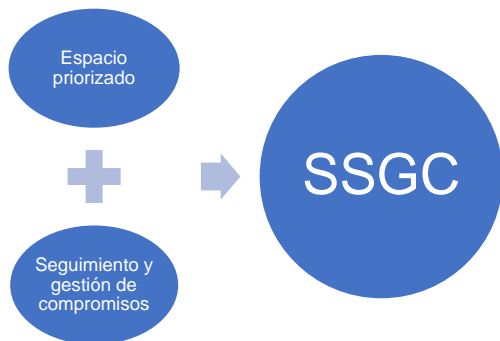 Espacio
priorizado
Seguimiento y
gestión de
compromisos
SSGC